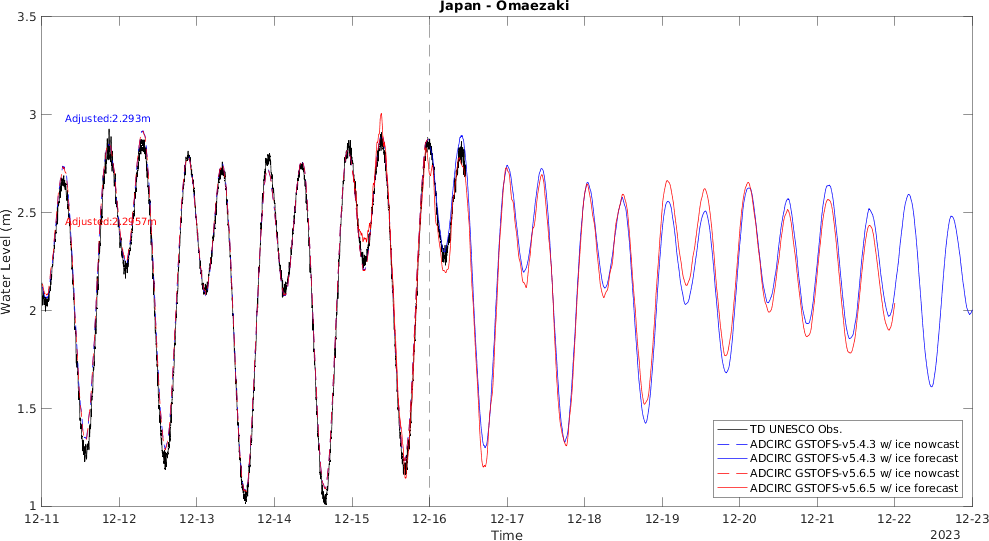 Japan - Omaezaki
3.5
3
2.5
2
1.5
1
Water Level (m)
Adjusted:2.293m
Adjusted:2.2957m
TD UNESCO Obs.
ADCIRC GSTOFS-v5.4.3 w/ ice nowcast
ADCIRC GSTOFS-v5.4.3 w/ ice forecast
ADCIRC GSTOFS-v5.6.5 w/ ice nowcast
ADCIRC GSTOFS-v5.6.5 w/ ice forecast
12-11 12-12 12-13 12-14 12-15 12-16 12-17 12-18 12-19 12-20 12-21 12-22 12-23
Time
2023